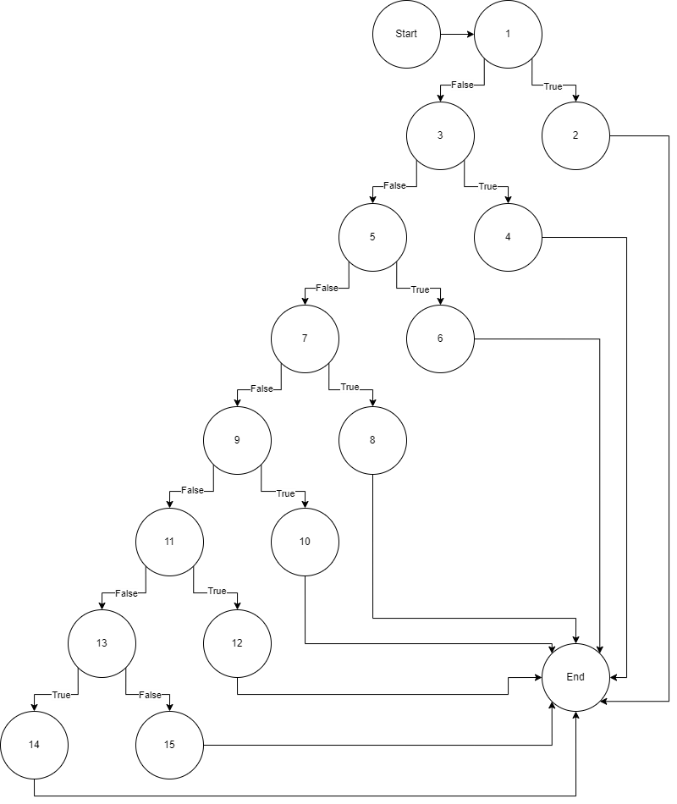 Start
1
False
True
3
2
False
True
5
4
False
True
7
6
False
True
9
8
False
True
11
10
False
True
13
12
End
True
False
14
15